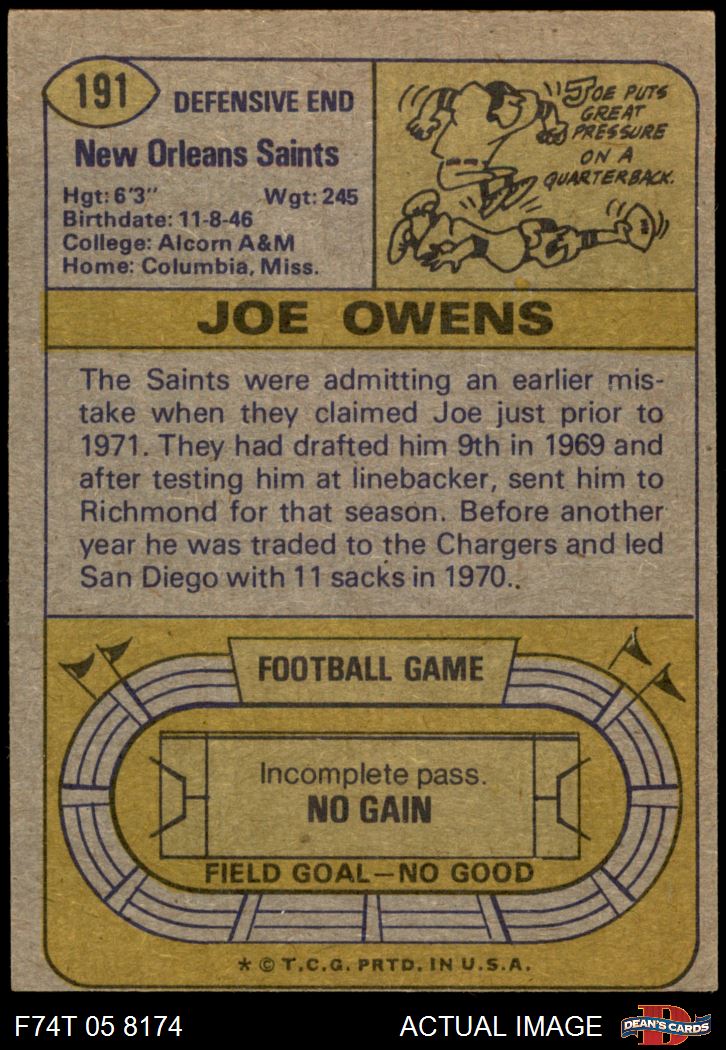 191
DEFENSIVE END
New Orleans Saints
Hgt: 6'3" Wgt: 245
Birthdate: 11-8-46
College: Alcorn A&M
Home: Columbia, Miss.
JOE PUTS
GREAT
PRESSURE
ON A
QUARTERBACK.
JOE OWENS
The Saints were admitting an earlier mis-
take when they claimed Joe just prior to
1971. They had drafted him 9th in 1969 and
after testing him at linebacker, sent him to
Richmond for that season. Before another
year he was traded to the Chargers and led
San Diego with 11 sacks in 1970..
FOOTBALL GAME
Incomplete pass.
NO GAIN
FIELD GOAL—NO GOOD
* © T.C.G. PRTD. IN U.S.A.
F74T 05 8174
ACTUAL IMAGE
D
DEAN'S CARDS